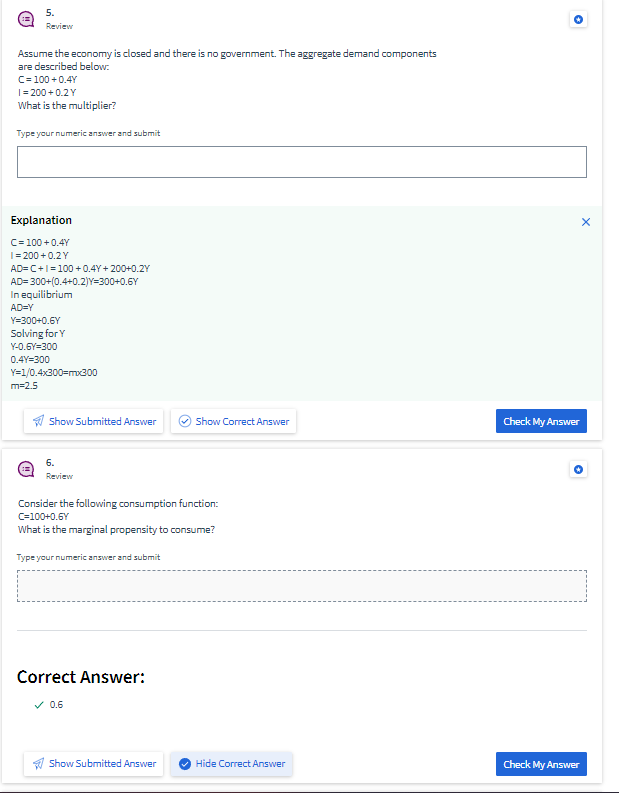 5.
Review
Assume the economy is closed and there is no government. The aggregate demand components
are described below:
C = 100 + 0.4Y
I = 200 + 0.2 Y
What is the multiplier?
Type your numeric answer and submit
Explanation
C = 100 + 0.4Y
I = 200 + 0.2 Y
AD= C + I = 100 + 0.4Y + 200+0.2Y
AD= 300+(0.4+0.2)Y=300+0.6Y
In equilibrium
AD=Y
Y=300+0.6Y
Solving for Y
Y-0.6Y=300
0.4Y=300
Y=1/0.4x300=mx300
m=2.5
Show Submitted Answer
Show Correct Answer
Check My Answer
6.
Review
Consider the following consumption function:
C=100+0.6Y
What is the marginal propensity to consume?
Type your numeric answer and submit
Correct Answer:
0.6
Show Submitted Answer
Hide Correct Answer
Check My Answer